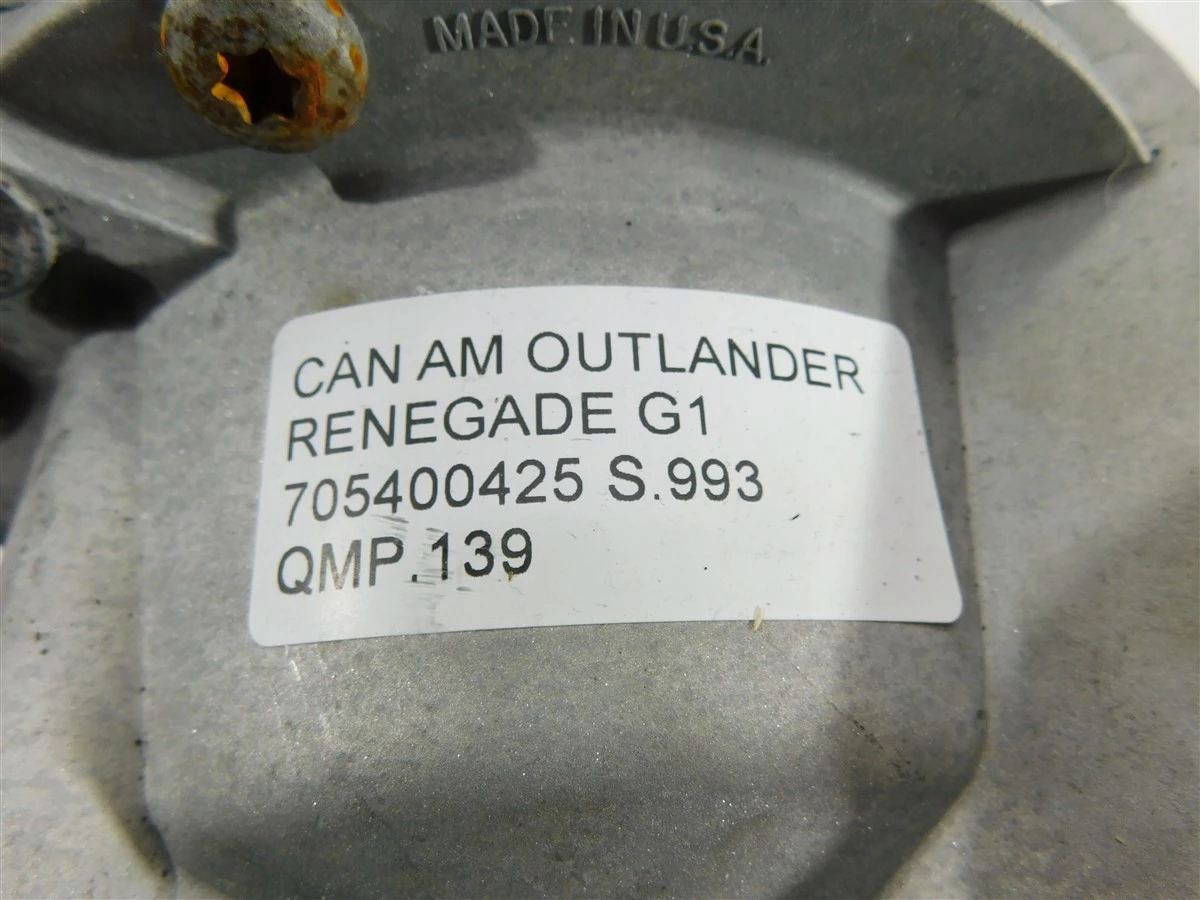 MADE IN U.S.A.
CAN AM OUTLANDER
RENEGADE G1
705400425 S.993
QMP.139